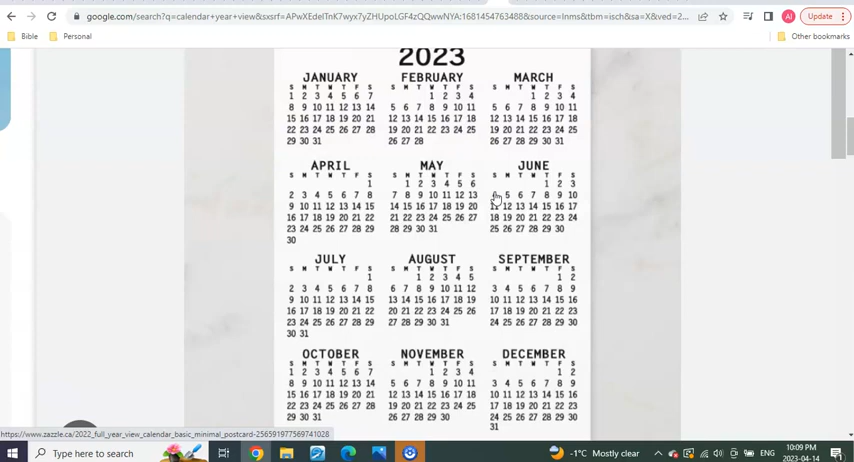 google.com/search?q=calendar+year+view&sxsrf=APwXEdeITnK7wyx7yZHUpoLGF4zQQwwNYA:1681454763488&source=lnms&tbm=isch&sa=X&ved=2...
Update
Bible
Personal
Other bookmarks
2023
JANUARY FEBRUARY MARCH
S M T W T F S S M T W T F S S M T W T F S
1 2 3 4 5 6 7 1 2 3 4 1 2 3 4
8 9 10 11 12 13 14 5 6 7 8 9 10 11 5 6 7 8 9 10 11
15 16 17 18 19 20 21 12 13 14 15 16 17 18 12 13 14 15 16 17 18
22 23 24 25 26 27 28 19 20 21 22 23 24 25 19 20 21 22 23 24 25
29 30 31 26 27 28 26 27 28 29 30 31
APRIL MAY JUNE
S M T W T F S S M T W T F S S M T W T F S
1 1 2 3 4 5 6 1 2 3
2 3 4 5 6 7 8 7 8 9 10 11 12 13 5 6 7 8 9 10
9 10 11 12 13 14 15 14 15 16 17 18 19 20 11 12 13 14 15 16 17
16 17 18 19 20 21 22 21 22 23 24 25 26 27 18 19 20 21 22 23 24
23 24 25 26 27 28 29 28 29 30 31 25 26 27 28 29 30
30
JULY AUGUST SEPTEMBER
S M T W T F S S M T W T F S S M T W T F S
1 1 2 3 4 5 1 2
2 3 4 5 6 7 8 6 7 8 9 10 11 12 3 4 5 6 7 8 9
9 10 11 12 13 14 15 13 14 15 16 17 18 19 10 11 12 13 14 15 16
16 17 18 19 20 21 22 20 21 22 23 24 25 26 17 18 19 20 21 22 23
23 24 25 26 27 28 29 27 28 29 30 31 24 25 26 27 28 29 30
30 31
OCTOBER NOVEMBER DECEMBER
S M T W T F S S M T W T F S S M T W T F S
1 2 3 4 5 6 7 1 2 3 4 1 2
8 9 10 11 12 13 14 5 6 7 8 9 10 11 3 4 5 6 7 8 9
15 16 17 18 19 20 21 12 13 14 15 16 17 18 10 11 12 13 14 15 16
22 23 24 25 26 27 28 19 20 21 22 23 24 25 17 18 19 20 21 22 23
29 30 31 26 27 28 29 30 24 25 26 27 28 29 30
31
https://www.zazzle.ca/2022_full_year_view_calendar_basic_minimal_postcard-256591977569741028
Type here to search
-1°C Mostly clear
ENG
10:09 PM
2023-04-14